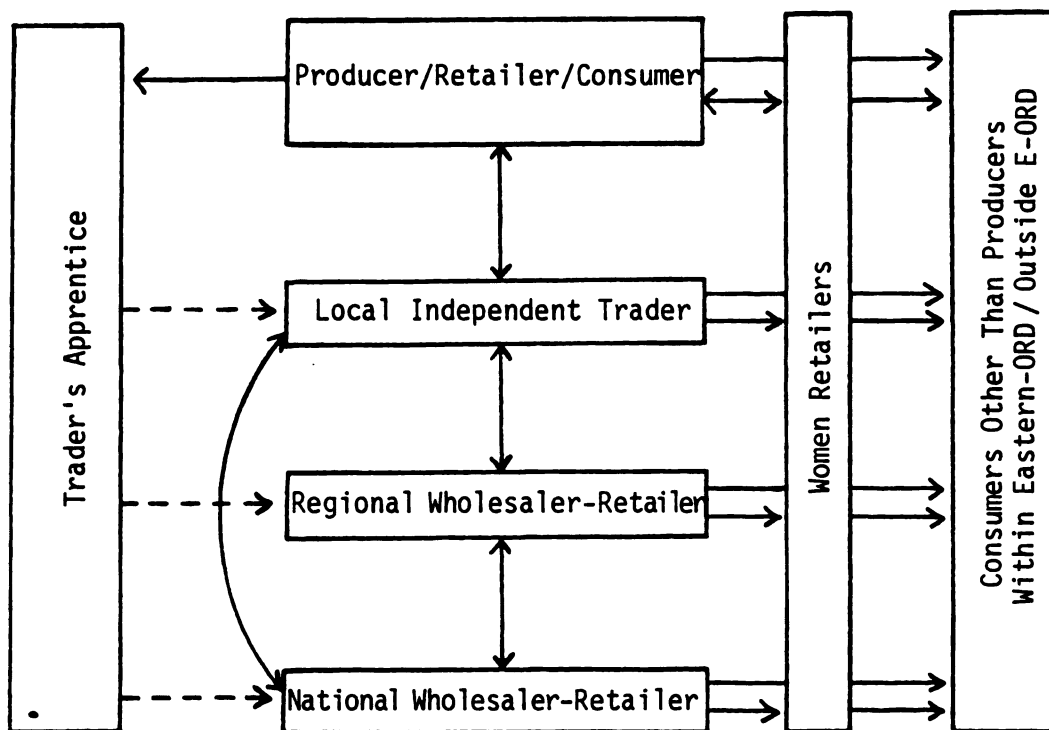 Trader's Apprentice
Producer/Retailer/Consumer
Local Independent Trader
Regional Wholesaler-Retailer
National Wholesaler-Retailer
Women Retailers
Consumers Other Than Producers
Within Eastern-ORD/Outside E-ORD